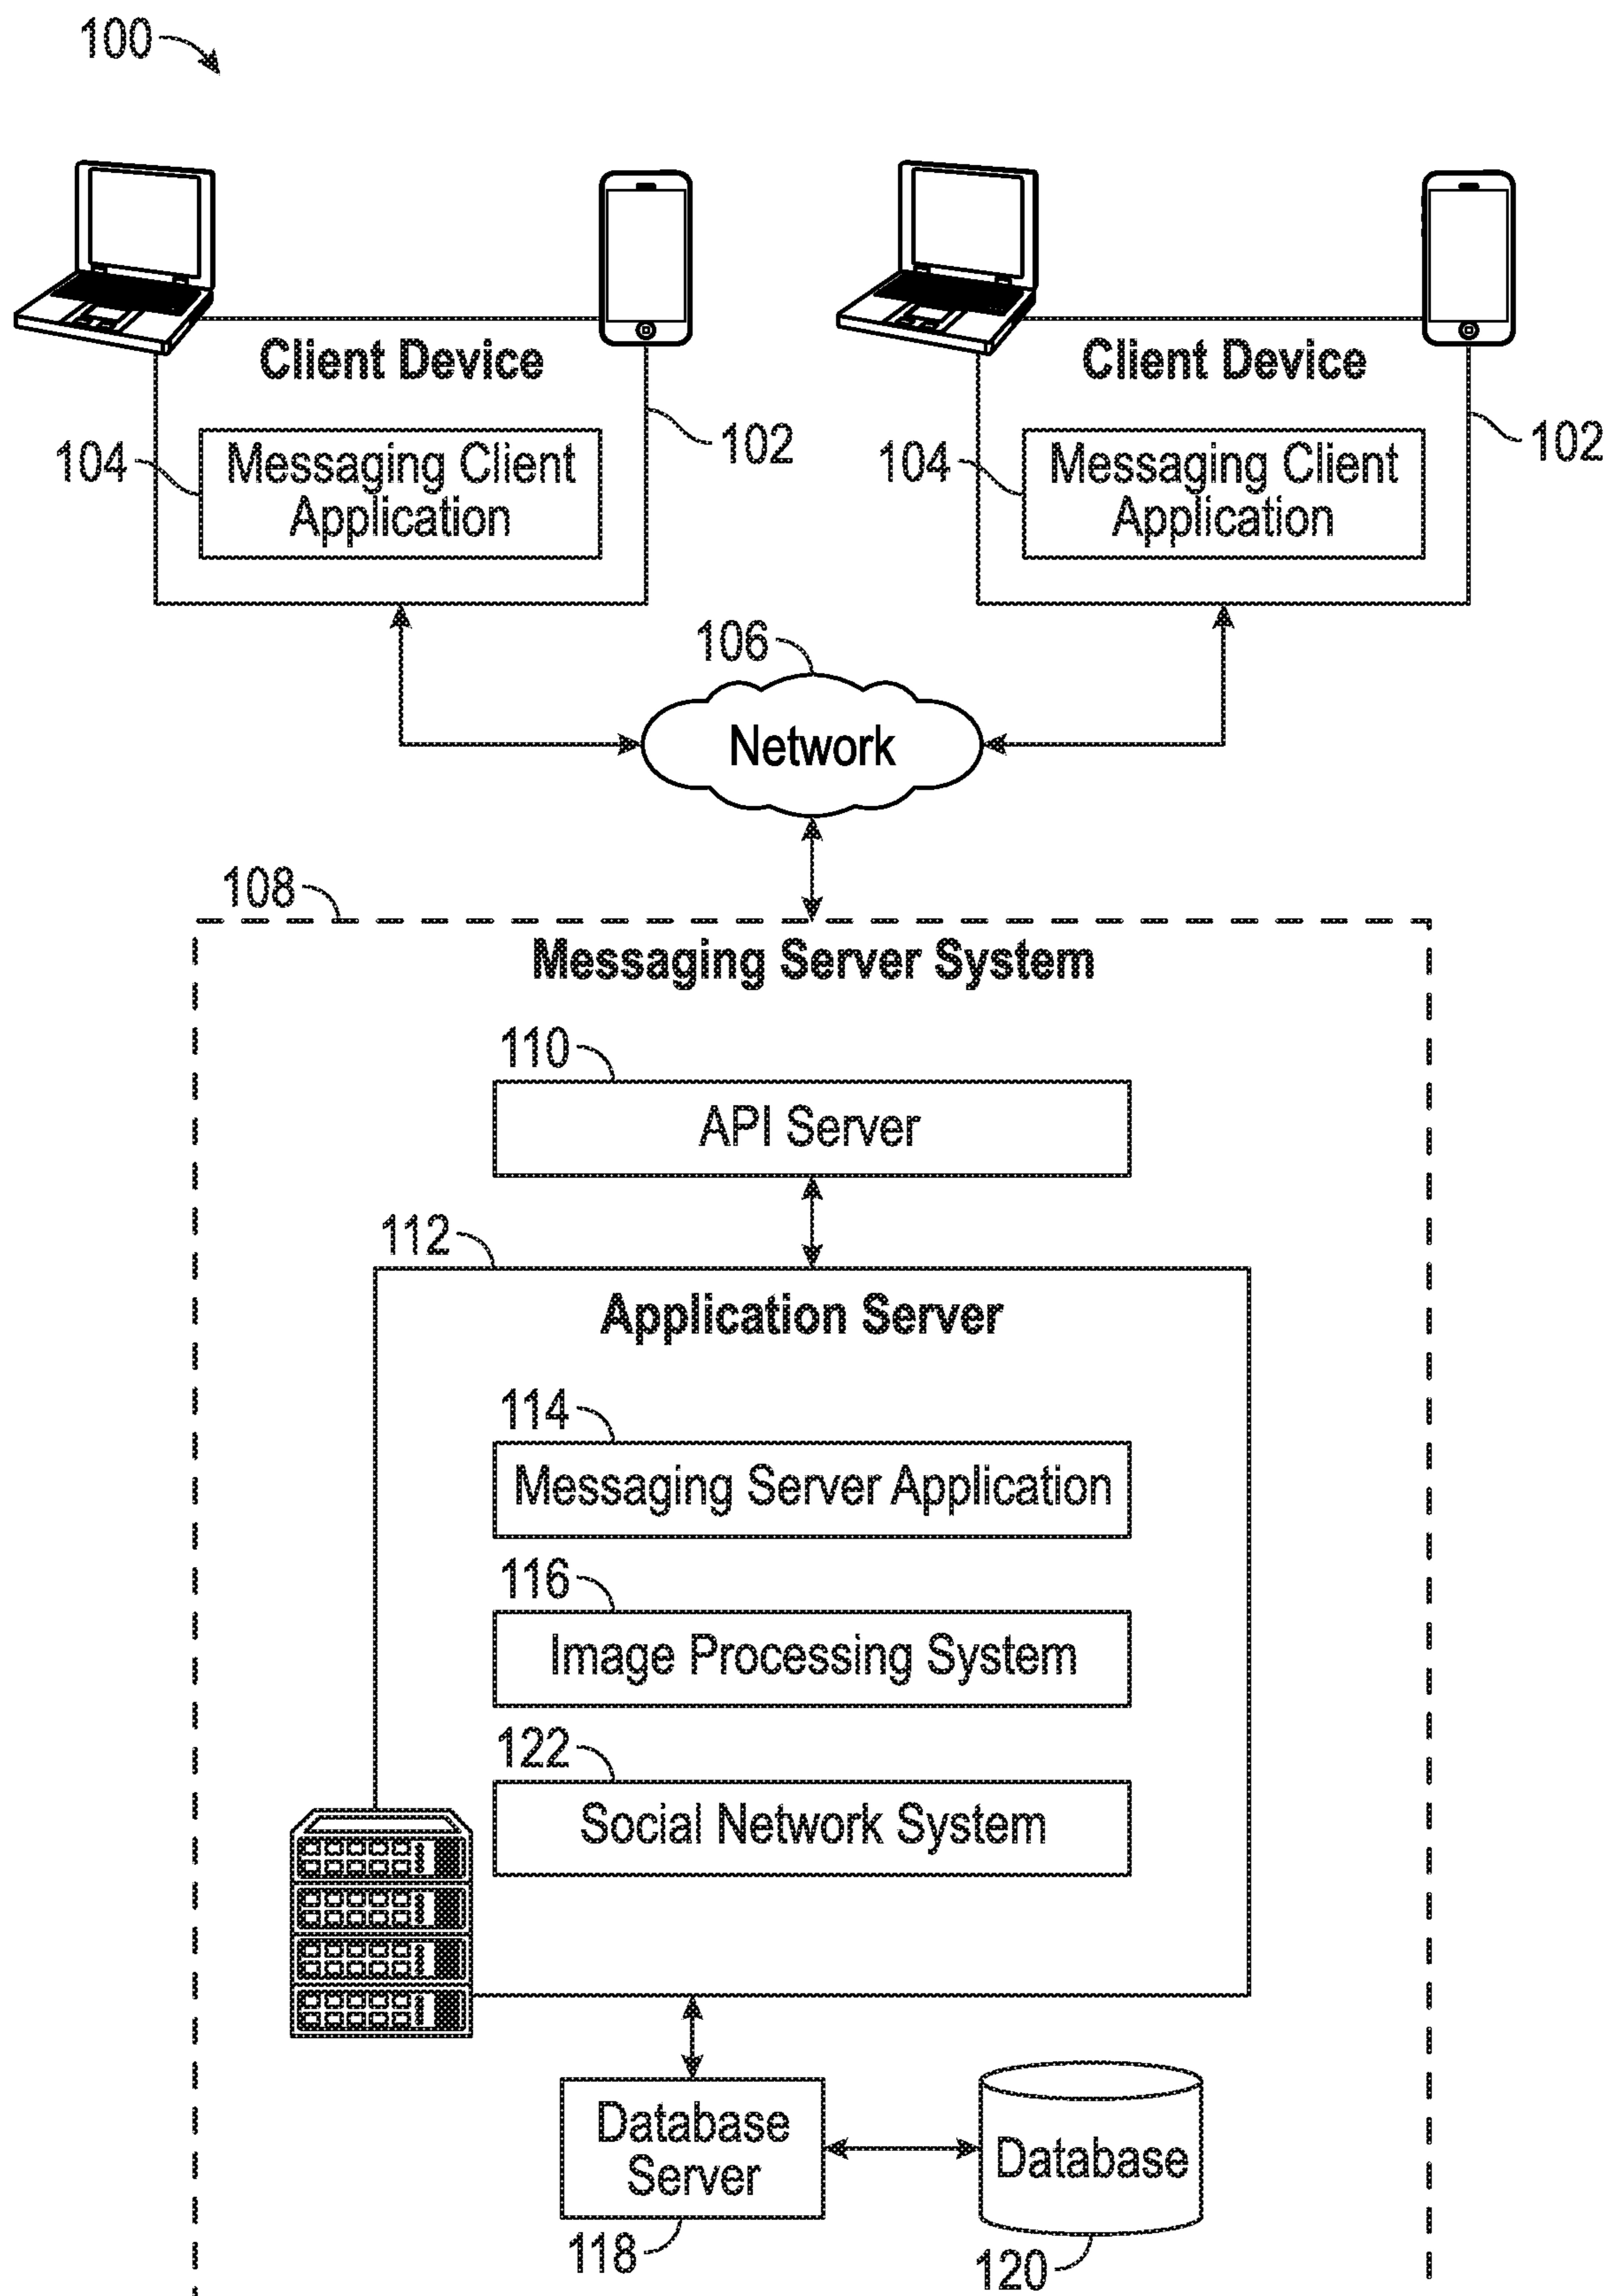 100
Client Device
102
104
Messaging Client
Application
Client Device
102
104
Messaging Client
Application
106
Network
108
Messaging Server System
110
API Server
112
Application Server
114
Messaging Server Application
116
Image Processing System
122
Social Network System
Database
Server
118
Database
120